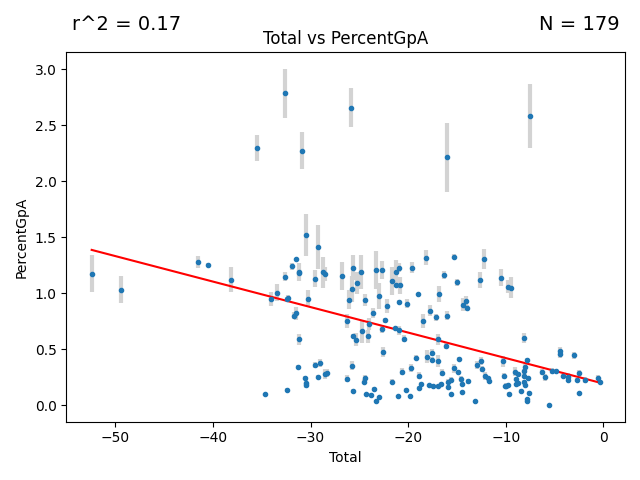 r^2 = 0.17
N = 179
Total vs PercentGpA
PercentGpA
3.0
2.5
2.0
1.5
1.0
0.5
0.0
−50
−40
−30
−20
−10
0
Total